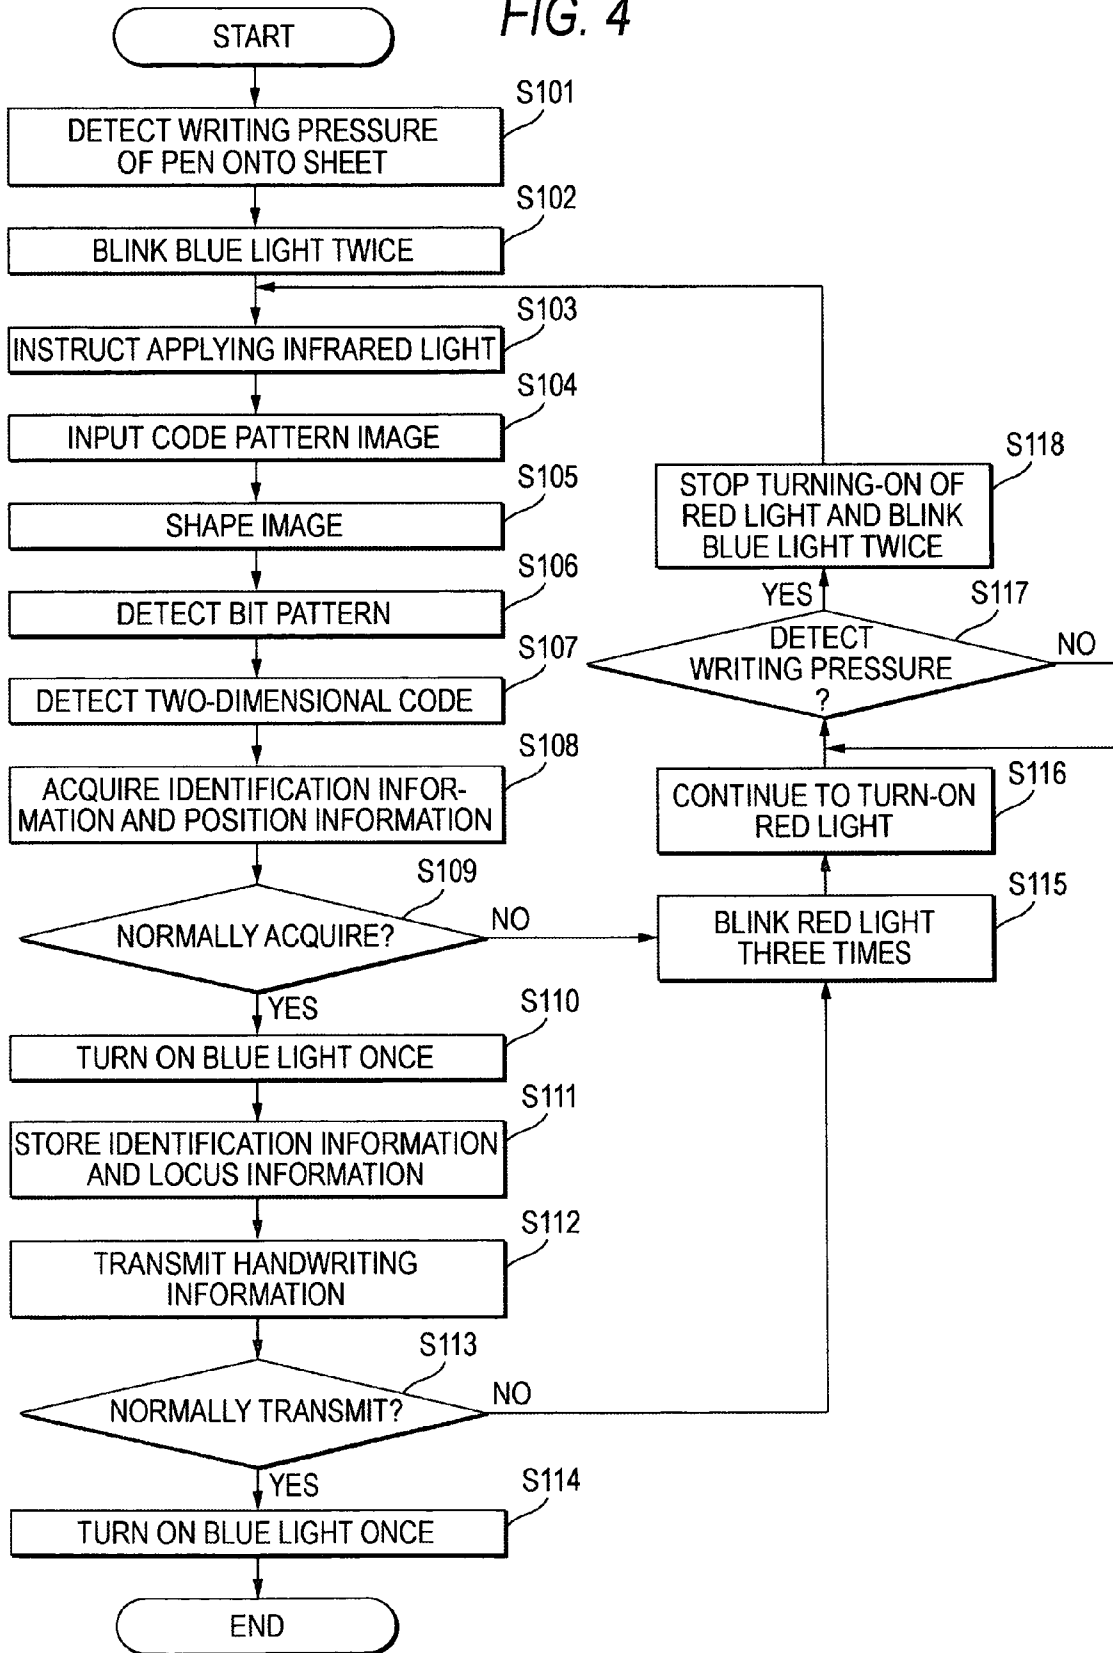 FIG. 4
START
S101
DETECT WRITING PRESSURE
OF PEN ONTO SHEET
S102
BLINK BLUE LIGHT TWICE
S103
INSTRUCT APPLYING INFRARED LIGHT
S104
INPUT CODE PATTERN IMAGE
S105
SHAPE IMAGE
S106
DETECT BIT PATTERN
S107
DETECT TWO-DIMENSIONAL CODE
S108
ACQUIRE IDENTIFICATION INFOR-
MATION AND POSITION INFORMATION
S109
NORMALLY ACQUIRE?
NO
YES
S110
TURN ON BLUE LIGHT ONCE
S111
STORE IDENTIFICATION INFORMATION
AND LOCUS INFORMATION
S112
TRANSMIT HANDWRITING
INFORMATION
S113
NORMALLY TRANSMIT?
NO
YES
S114
TURN ON BLUE LIGHT ONCE
END
S118
STOP TURNING-ON OF
RED LIGHT AND BLINK
BLUE LIGHT TWICE
YES
S117
DETECT
WRITING PRESSURE
?
NO
S116
CONTINUE TO TURN-ON
RED LIGHT
S115
BLINK RED LIGHT
THREE TIMES